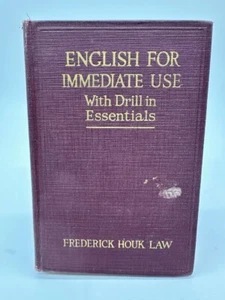 ENGLISH FOR
IMMEDIATE USE
With Drill in
Essentials
FREDERICK HOUK LAW